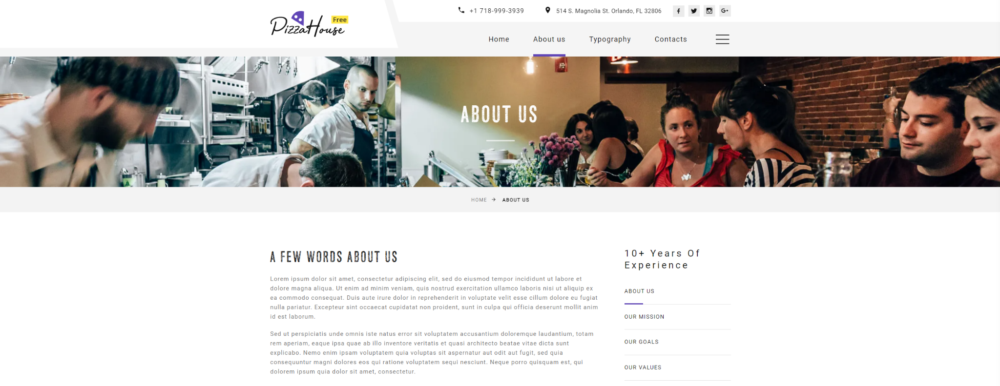 PizzaHouse
Free
+1 718-999-3939
514 S. Magnolia St. Orlando, FL 32806
G+
Home
About us
Typography
Contacts
ABOUT US
HOME → ABOUT US
A FEW WORDS ABOUT US
Lorem ipsum dolor sit amet, consectetur adipiscing elit, sed do eiusmod tempor incididunt ut labore et
dolore magna aliqua. Ut enim ad minim veniam, quis nostrud exercitation ullamco laboris nisi ut aliquip ex
ea commodo consequat. Duis aute irure dolor in reprehenderit in voluptate velit esse cillum dolore eu fugiat
nulla pariatur. Excepteur sint occaecat cupidatat non proident, sunt in culpa qui officia deserunt mollit anim
id est laborum.
Sed ut perspiciatis unde omnis iste natus error sit voluptatem accusantium doloremque laudantium, totam
rem aperiam, eaque ipsa quae ab illo inventore veritatis et quasi architecto beatae vitae dicta sunt
explicabo. Nemo enim ipsam voluptatem quia voluptas sit aspernatur aut odit aut fugit, sed quia
consequuntur magni dolores eos qui ratione voluptatem sequi nesciunt. Neque porro quisquam est, qui
dolorem ipsum quia dolor sit amet, consectetur.
10+ Years Of
Experience
ABOUT US
OUR MISSION
OUR GOALS
OUR VALUES